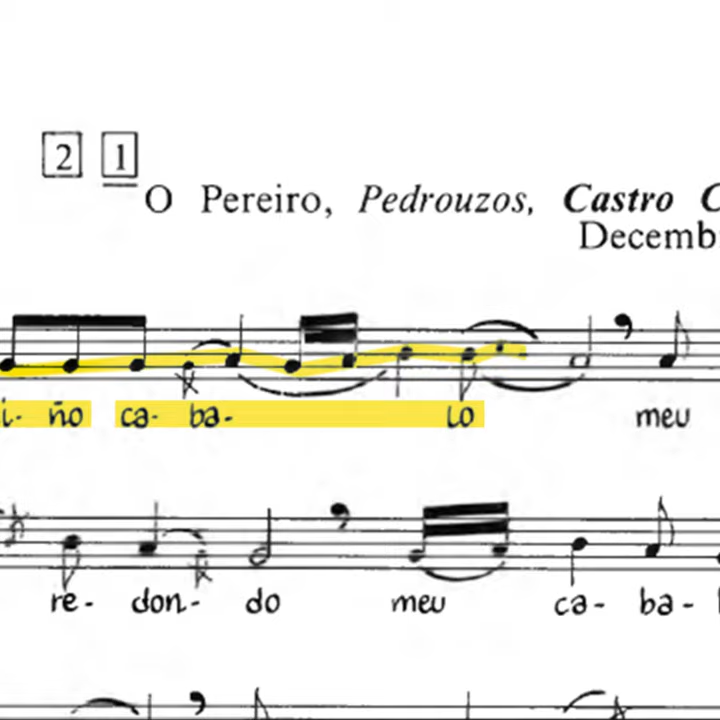 2 1
O Pereiro, Pedrouzos, Castro C
Decemb
i- ño ca- ba- lo meu
re- don- do meu ca- ba-